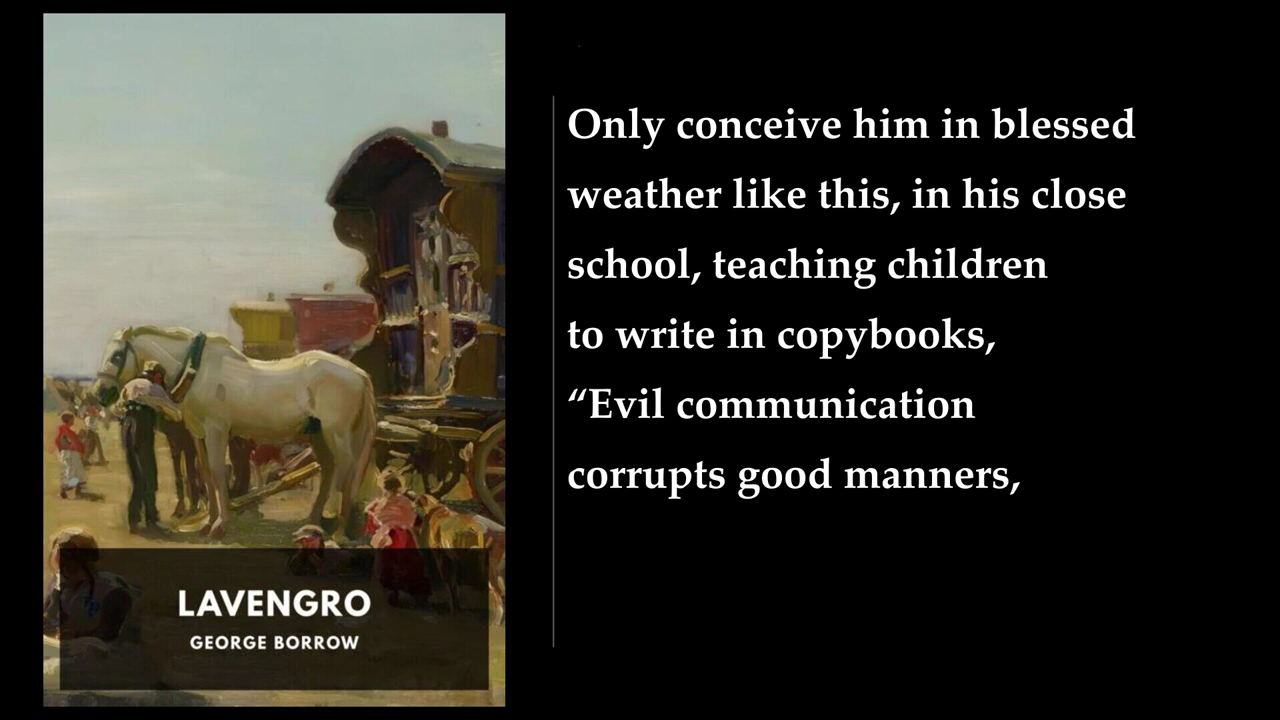 LAVENGRO
GEORGE BORROW
Only conceive him in blessed
weather like this, in his close
school, teaching children
to write in copybooks,
“Evil communication
corrupts good manners,